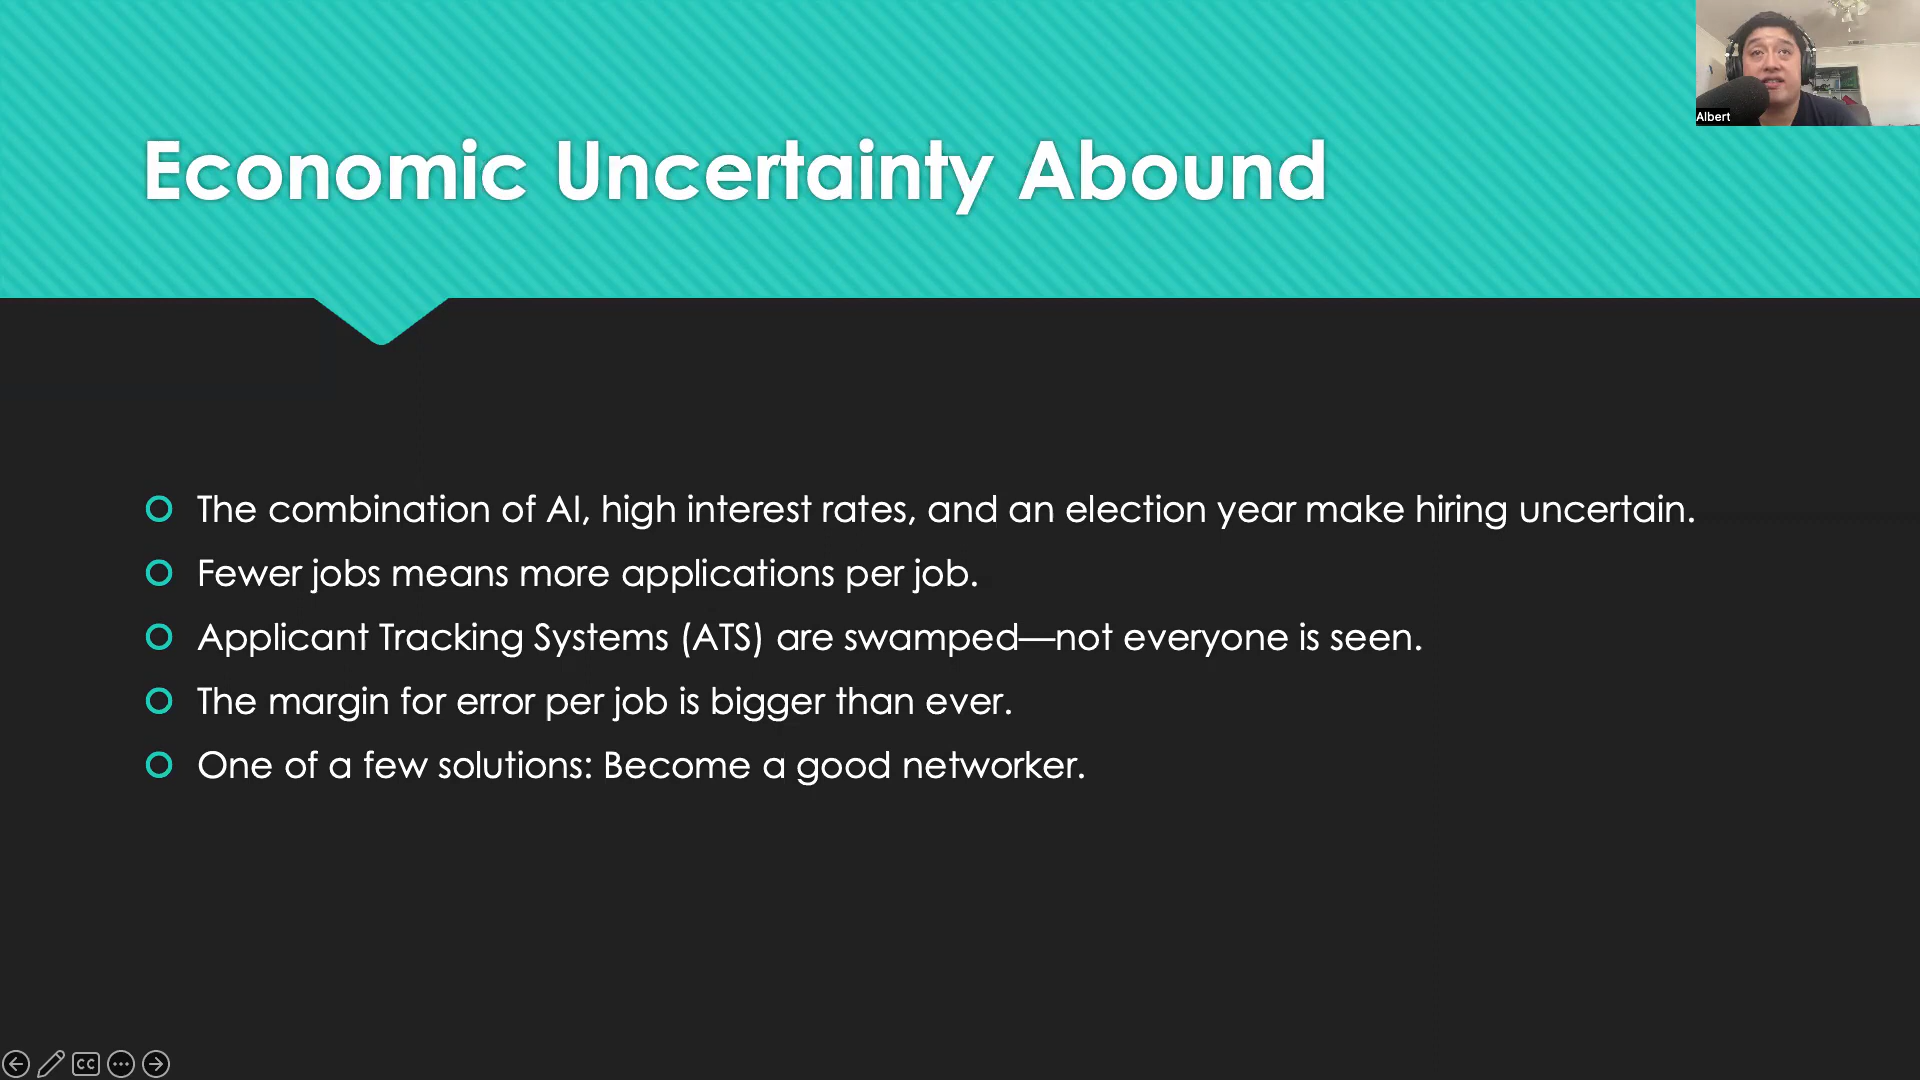 Albert
Economic Uncertainty Abound
The combination of AI, high interest rates, and an election year make hiring uncertain.
Fewer jobs means more applications per job.
Applicant Tracking Systems (ATS) are swamped—not everyone is seen.
The margin for error per job is bigger than ever.
One of a few solutions: Become a good networker.
CC